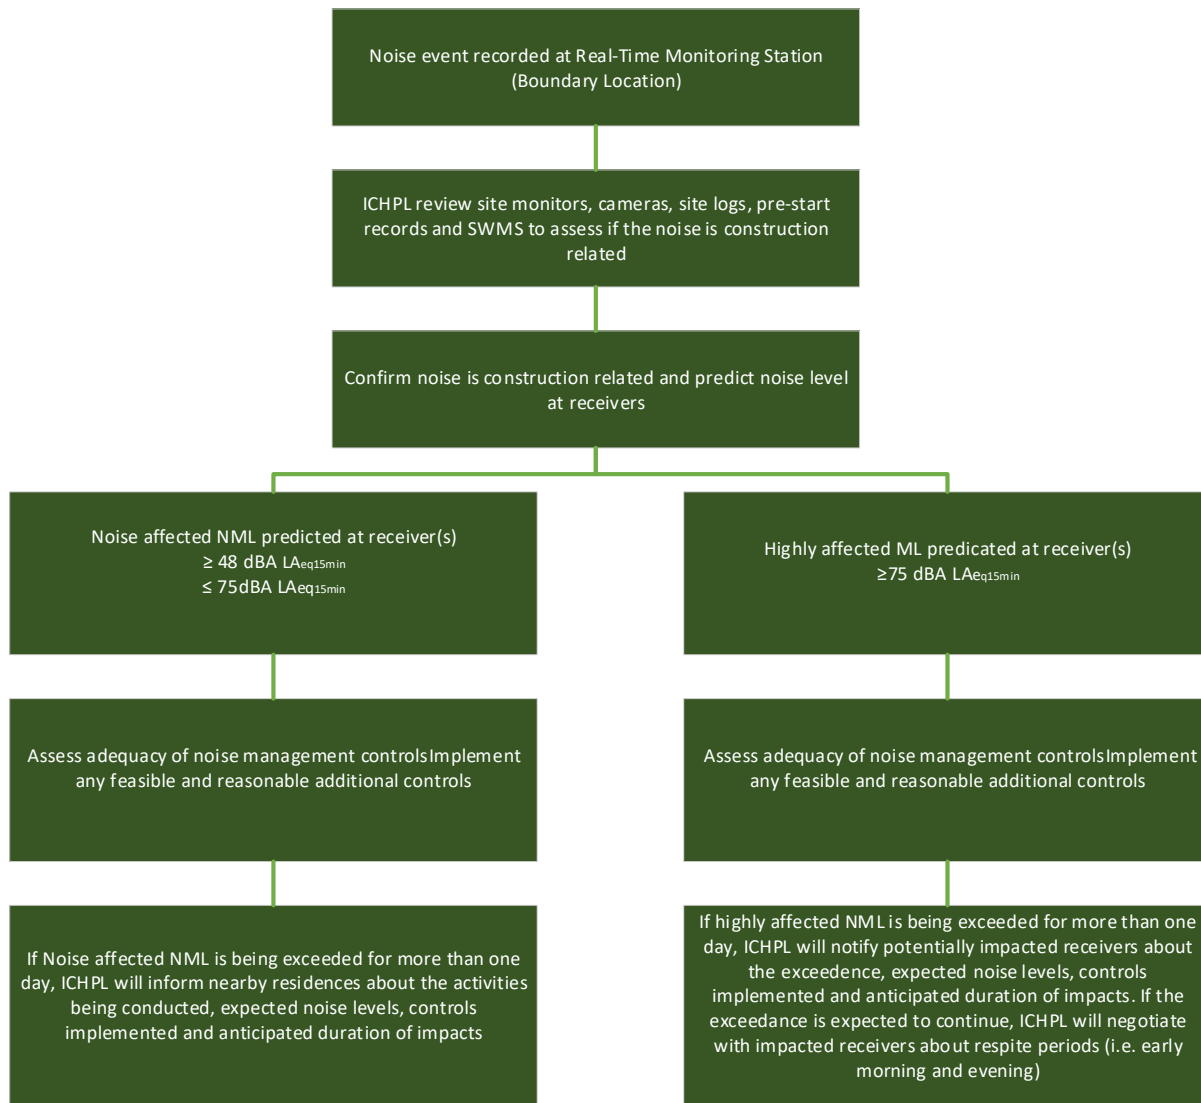 Noise event recorded at Real-Time Monitoring Station
(Boundary Location)
ICHPL review site monitors, cameras, site logs, pre-start
records and SWMS to assess if the noise is construction
related
Confirm noise is construction related and predict noise level
at receivers
Noise affected NML predicted at receiver(s)
≥ 48 dBA LAeq15min
≤ 75dBA LAeq15min
Highly affected ML predicated at receiver(s)
≥75 dBA LAeq15min
Assess adequacy of noise management controlsImplement
any feasible and reasonable additional controls
Assess adequacy of noise management controlsImplement
any feasible and reasonable additional controls
If Noise affected NML is being exceeded for more than one
day, ICHPL will inform nearby residences about the activities
being conducted, expected noise levels, controls
implemented and anticipated duration of impacts
If highly affected NML is being exceeded for more than one
day, ICHPL will notify potentially impacted receivers about
the exceedence, expected noise levels, controls
implemented and anticipated duration of impacts. If the
exceedance is expected to continue, ICHPL will negotiate
with impacted receivers about respite periods (i.e. early
morning and evening)